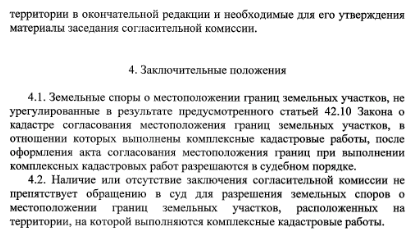 территории в окончательной редакции и необходимые для его утверждения
материалы заседания согласительной комиссии.
4. Заключительные положения
4.1. Земельные споры о местоположении границ земельных участков, не
урегулированные в результате предусмотренного статьей 42.10 Закона о
кадастре согласования местоположения границ земельных участков, в
отношении которых выполнены комплексные кадастровые работы, после
оформления акта согласования местоположения границ при выполнении
комплексных кадастровых работ разрешаются в судебном порядке.
4.2. Наличие или отсутствие заключения согласительной комиссии не
препятствует обращению в суд для разрешения земельных споров о
местоположении границ земельных участков, расположенных на
территории, на которой выполняются комплексные кадастровые работы.